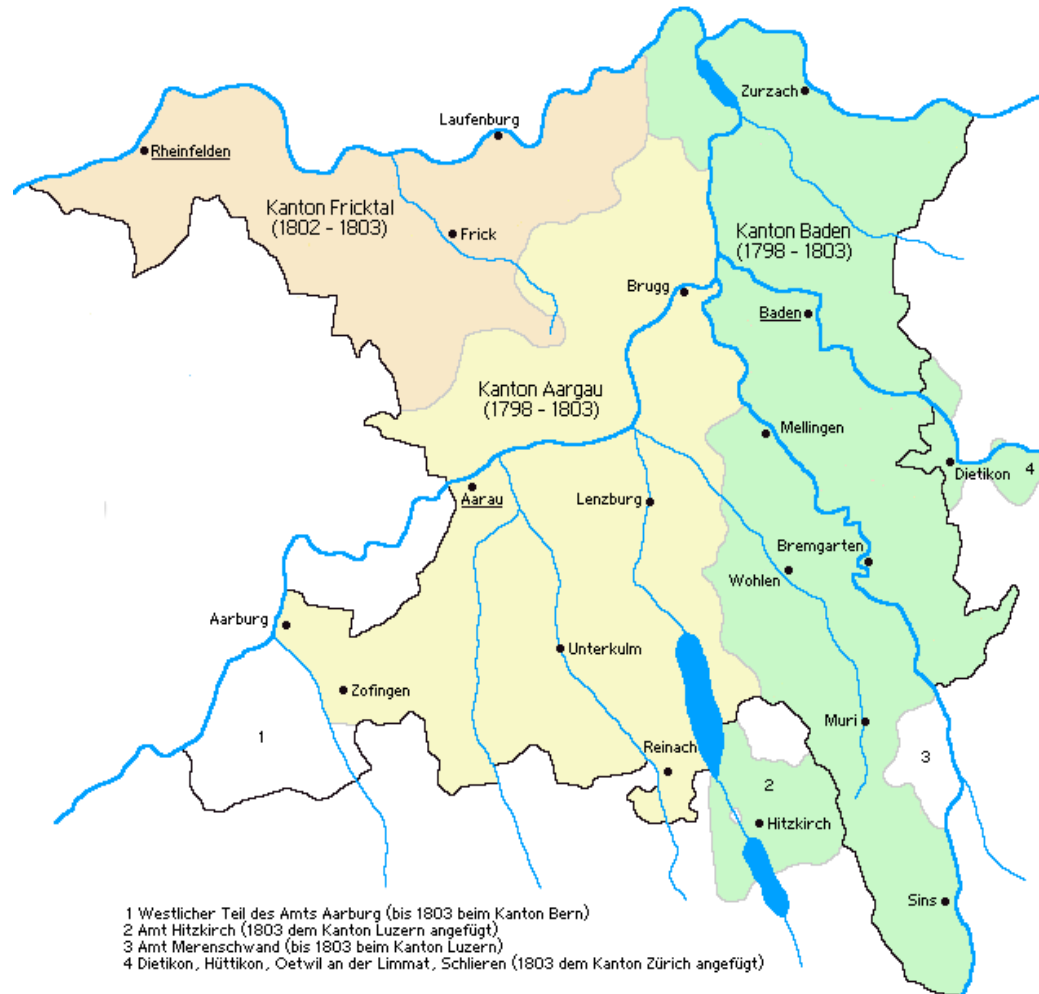 Zurzach
Laufenburg
Rheinfelden
Kanton Fricktal
(1802 - 1803)
Frick
Kanton Baden
(1798 - 1803)
Brugg
Baden
Kanton Aargau
(1798 - 1803)
Mellingen
Dietikon
4
Aarau
Lenzburg
Bremgarten
Wohlen
Aarburg
Unterkulm
Zofingen
Muri
1
Reinach
3
2
Hitzkirch
Sins
1 Westlicher Teil des Amts Aarburg (bis 1803 beim Kanton Bern)
2 Amt Hitzkirch (1803 dem Kanton Luzern angefügt)
3 Amt Merenschwand (bis 1803 beim Kanton Luzern)
4 Dietikon, Hüttikon, Oetwil an der Limmat, Schlieren (1803 dem Kanton Zürich angefügt)